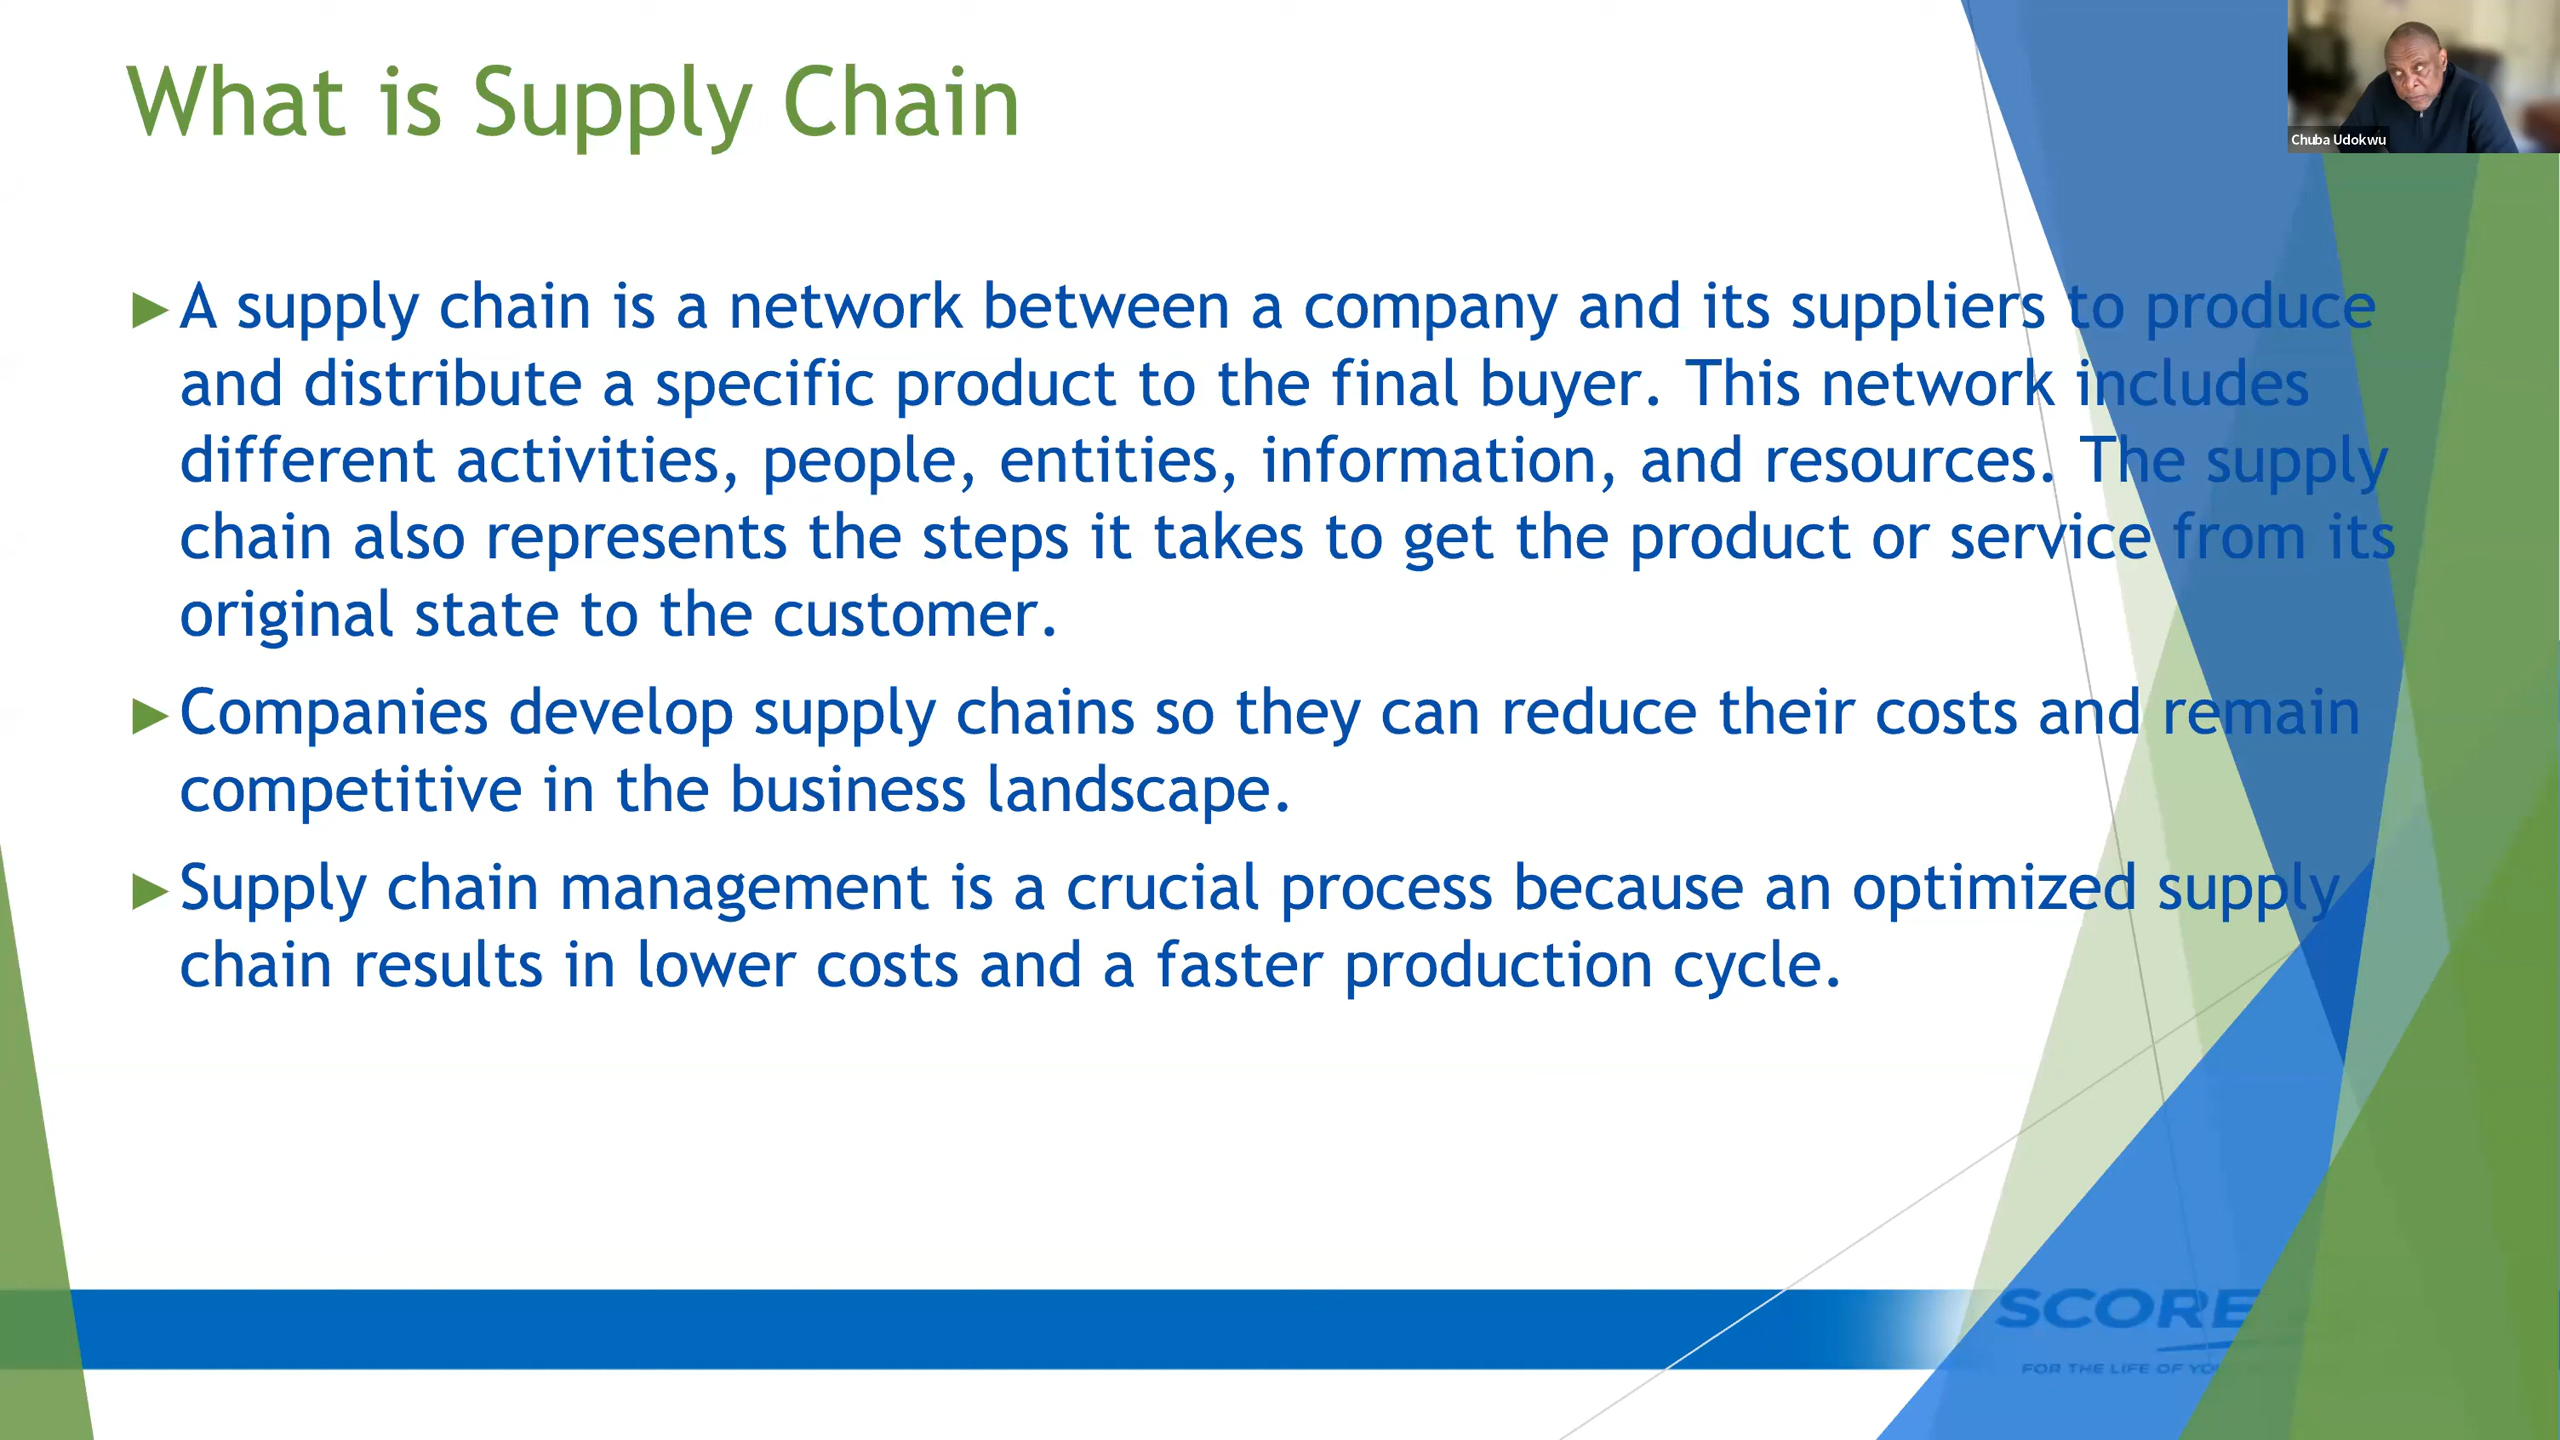 What is Supply Chain
Chuba Udokwu
►A supply chain is a network between a company and its suppliers to produce
and distribute a specific product to the final buyer. This network includes
different activities, people, entities, information, and resources. The supply
chain also represents the steps it takes to get the product or service from its
original state to the customer.
►Companies develop supply chains so they can reduce their costs and remain
competitive in the business landscape.
►Supply chain management is a crucial process because an optimized supply
chain results in lower costs and a faster production cycle.
SCORE
FOR THE LIFE OF